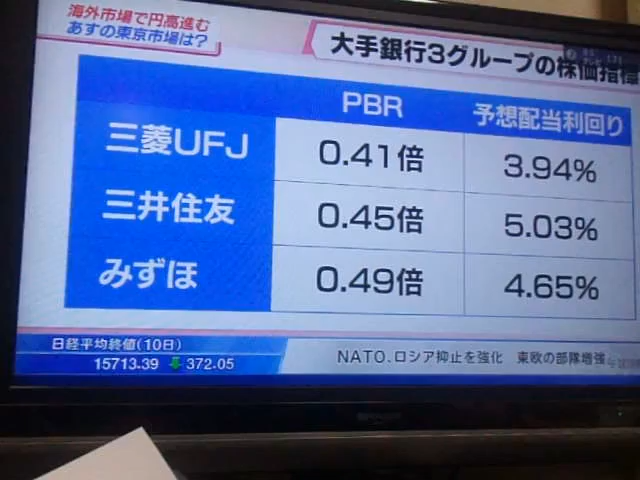 海外市場で円高進む
あすの東京市場は?
大手銀行3グループの株価指標
PBR 予想配当利回り
三菱UFJ 0.41倍 3.94%
三井住友 0.45倍 5.03%
みずほ 0.49倍 4.65%
日経平均終値(10日)
15713.39 372.05
NATO、ロシア抑止を強化 東欧の部隊増強
SHARP